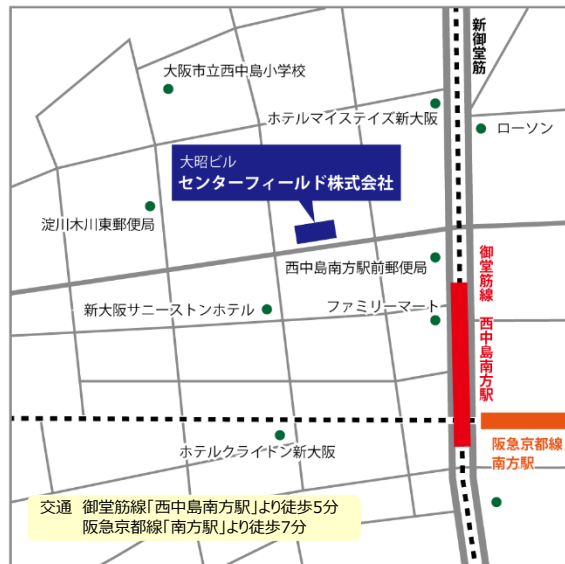 新御堂筋
大阪市立西中島小学校
ホテルマイステイズ新大阪
ローソン
大昭ビル
センターフィールド株式会社
淀川木川東郵便局
西中島南方駅前郵便局
御堂筋線 西中島南方駅
新大阪サニーストンホテル
ファミリーマート
阪急京都線
南方駅
ホテルクライトン新大阪
交通 御堂筋線「西中島南方駅」より徒歩5分
阪急京都線「南方駅」より徒歩7分